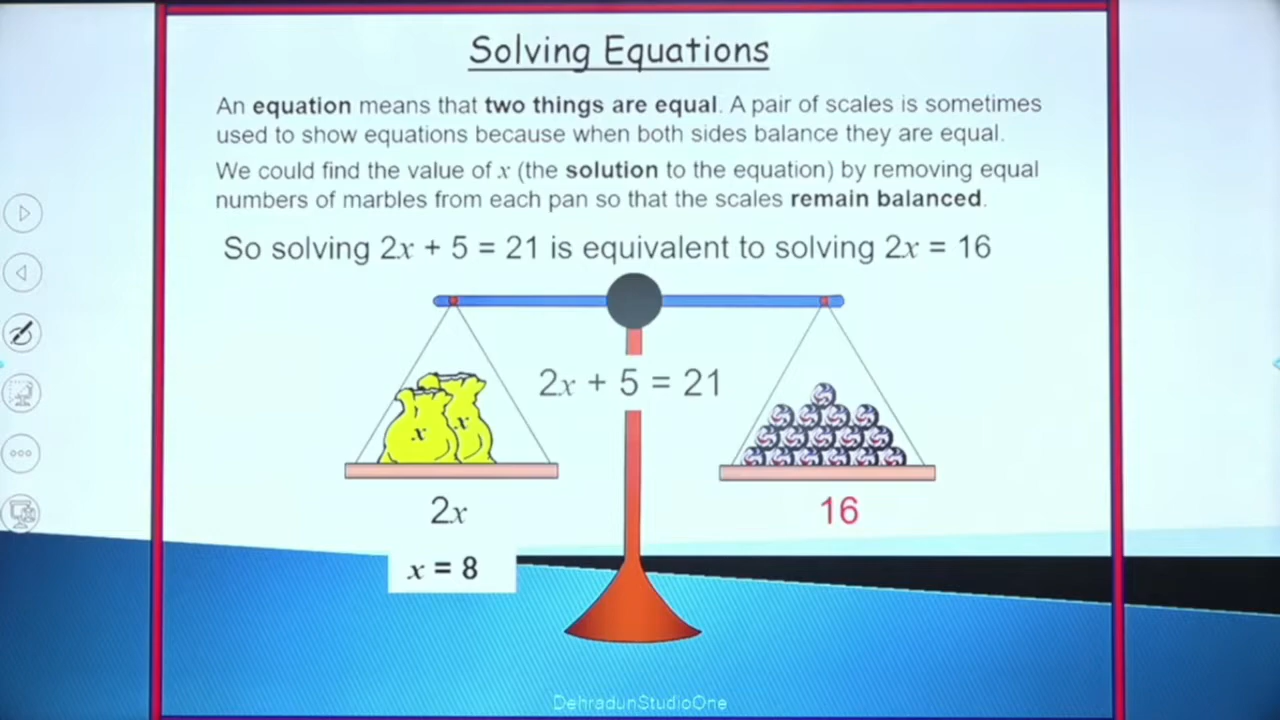 Solving Equations
An equation means that two things are equal. A pair of scales is sometimes
used to show equations because when both sides balance they are equal.
We could find the value of x (the solution to the equation) by removing equal
numbers of marbles from each pan so that the scales remain balanced.
So solving 2x + 5 = 21 is equivalent to solving 2x = 16
2x + 5 = 21
x x
2x 16
x = 8
DehradunStudioOne